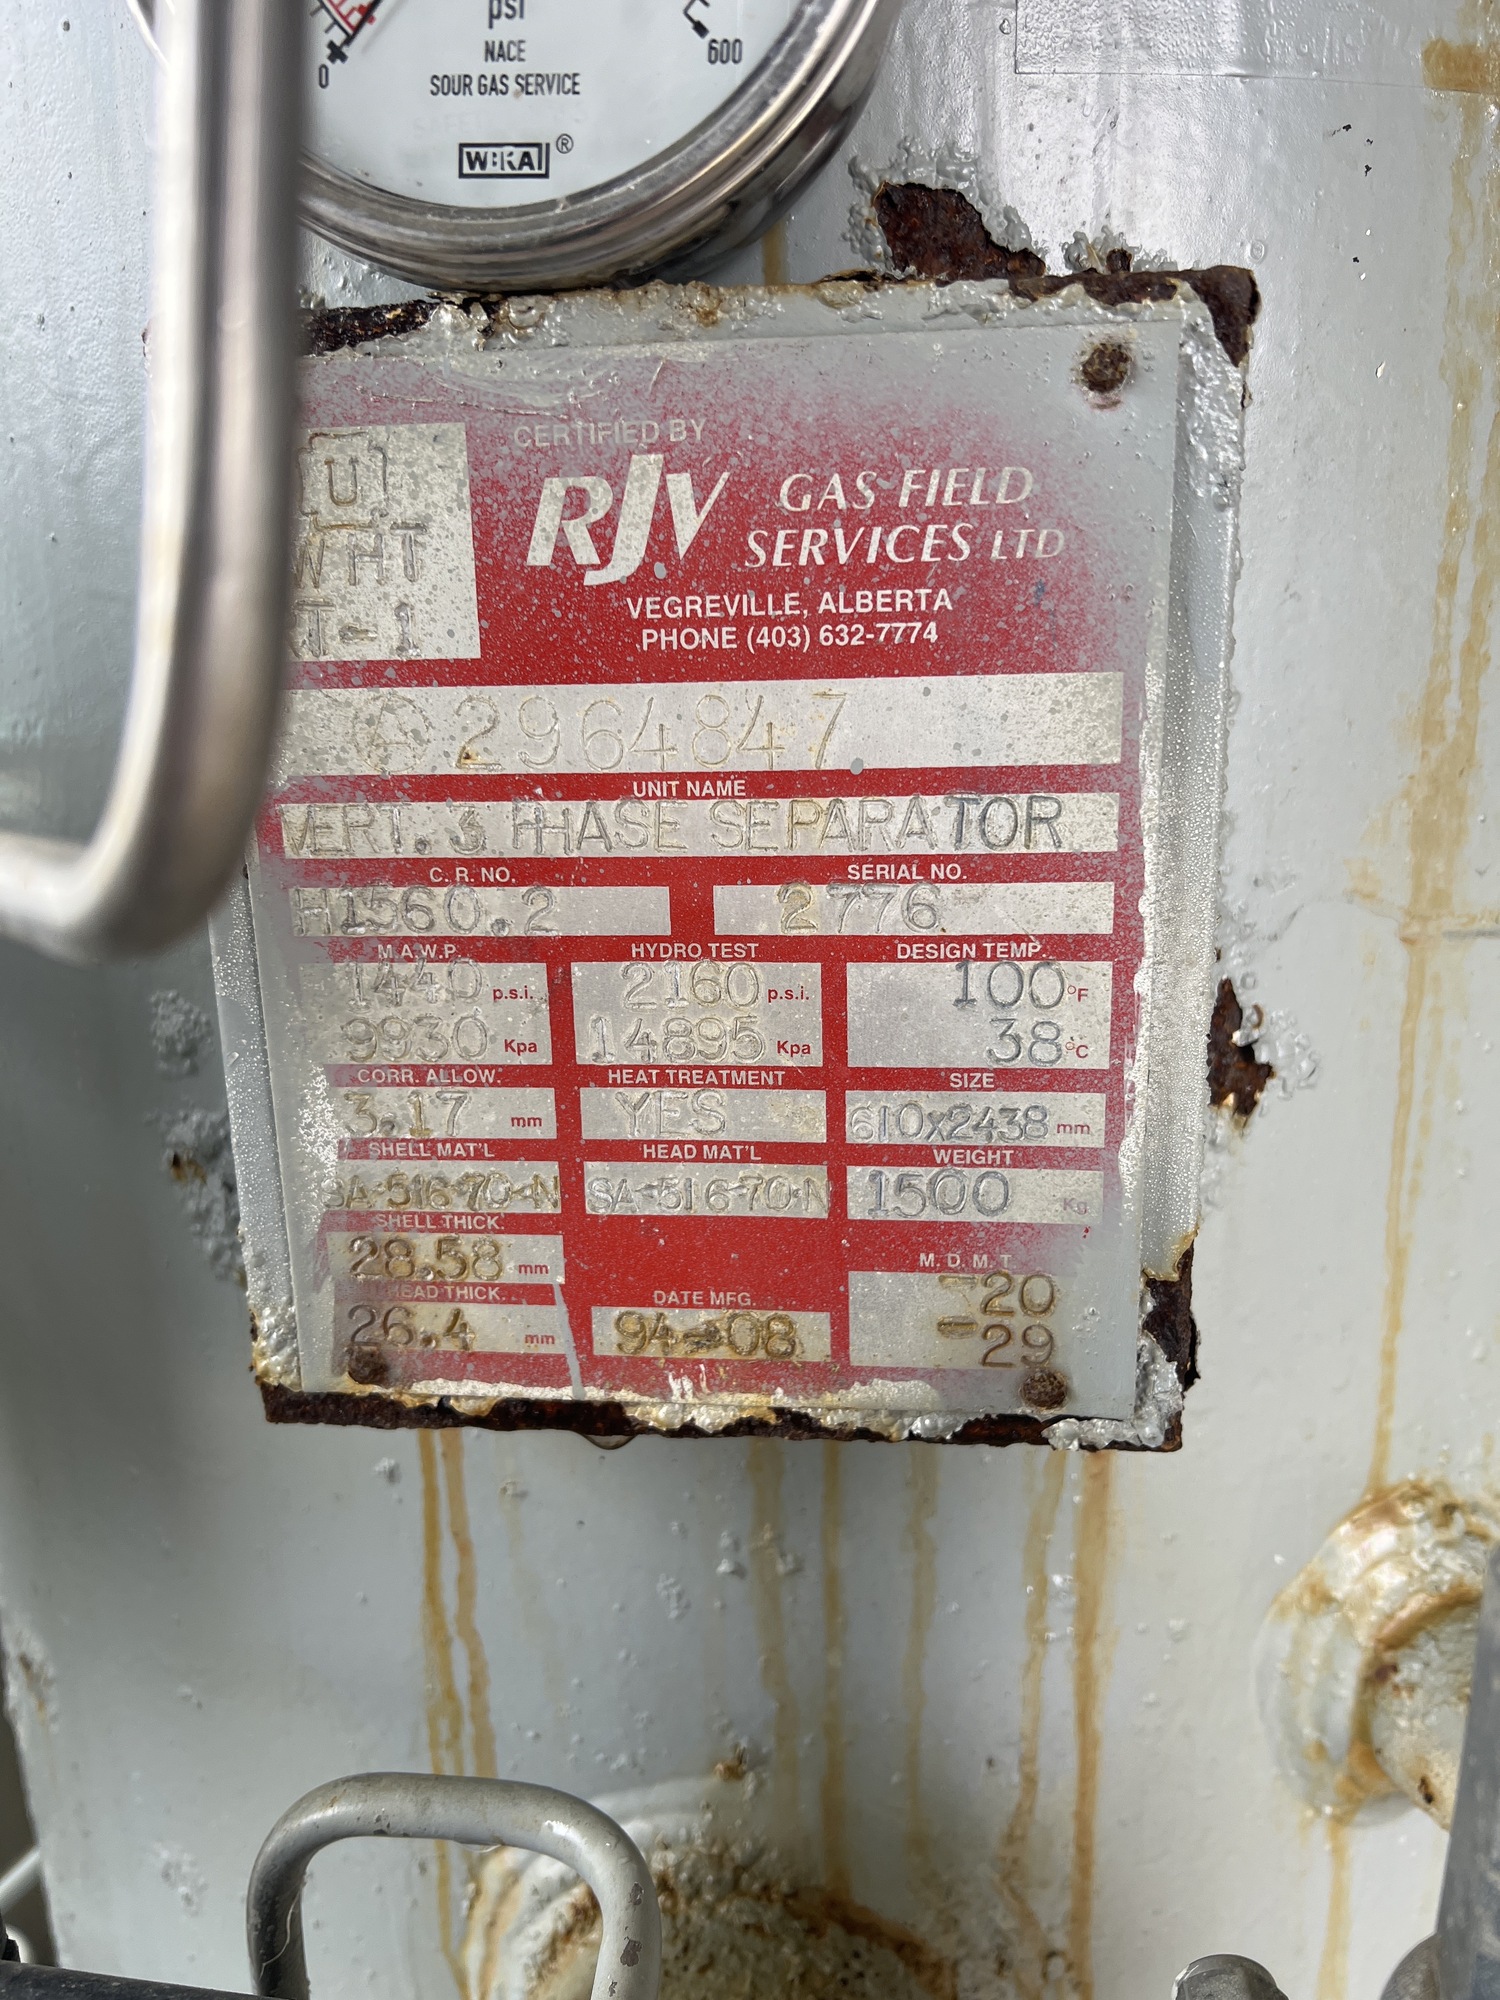 psi
0
600
NACE
SOUR GAS SERVICE
WIKA ®
U
WHT
T-1
CERTIFIED BY
RJV GAS FIELD
SERVICES LTD
VEGREVILLE, ALBERTA
PHONE (403) 632-7774
A 2964847
UNIT NAME
VERT. 3 PHASE SEPARATOR
C. R. NO. SERIAL NO.
H1560.2 2776
M.A.W.P. HYDRO TEST DESIGN TEMP.
1440 p.s.i. 2160 p.s.i. 100 °F
9930 Kpa 14895 Kpa 38 °C
CORR. ALLOW. HEAT TREATMENT SIZE
3.17 mm YES 610x2438 mm
SHELL MAT'L HEAD MAT'L WEIGHT
SA-516-70-N SA-516-70-N 1500 Kg
SHELL THICK. M. D. M. T
28.58 mm -20
HEAD THICK. DATE MFG. -29
26.4 mm 94-08